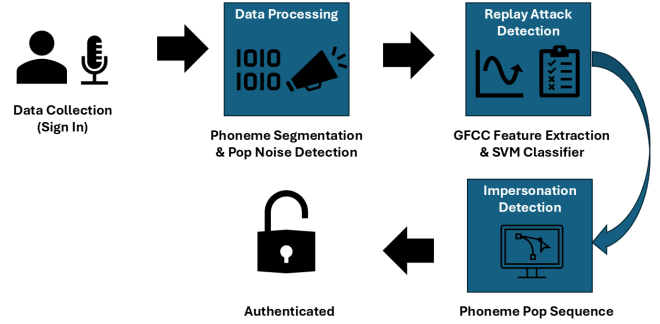 Data Collection
(Sign In)
Data Processing
1010
1010
Phoneme Segmentation
& Pop Noise Detection
Replay Attack
Detection
GFCC Feature Extraction
& SVM Classifier
Impersonation
Detection
Phoneme Pop Sequence
Authenticated